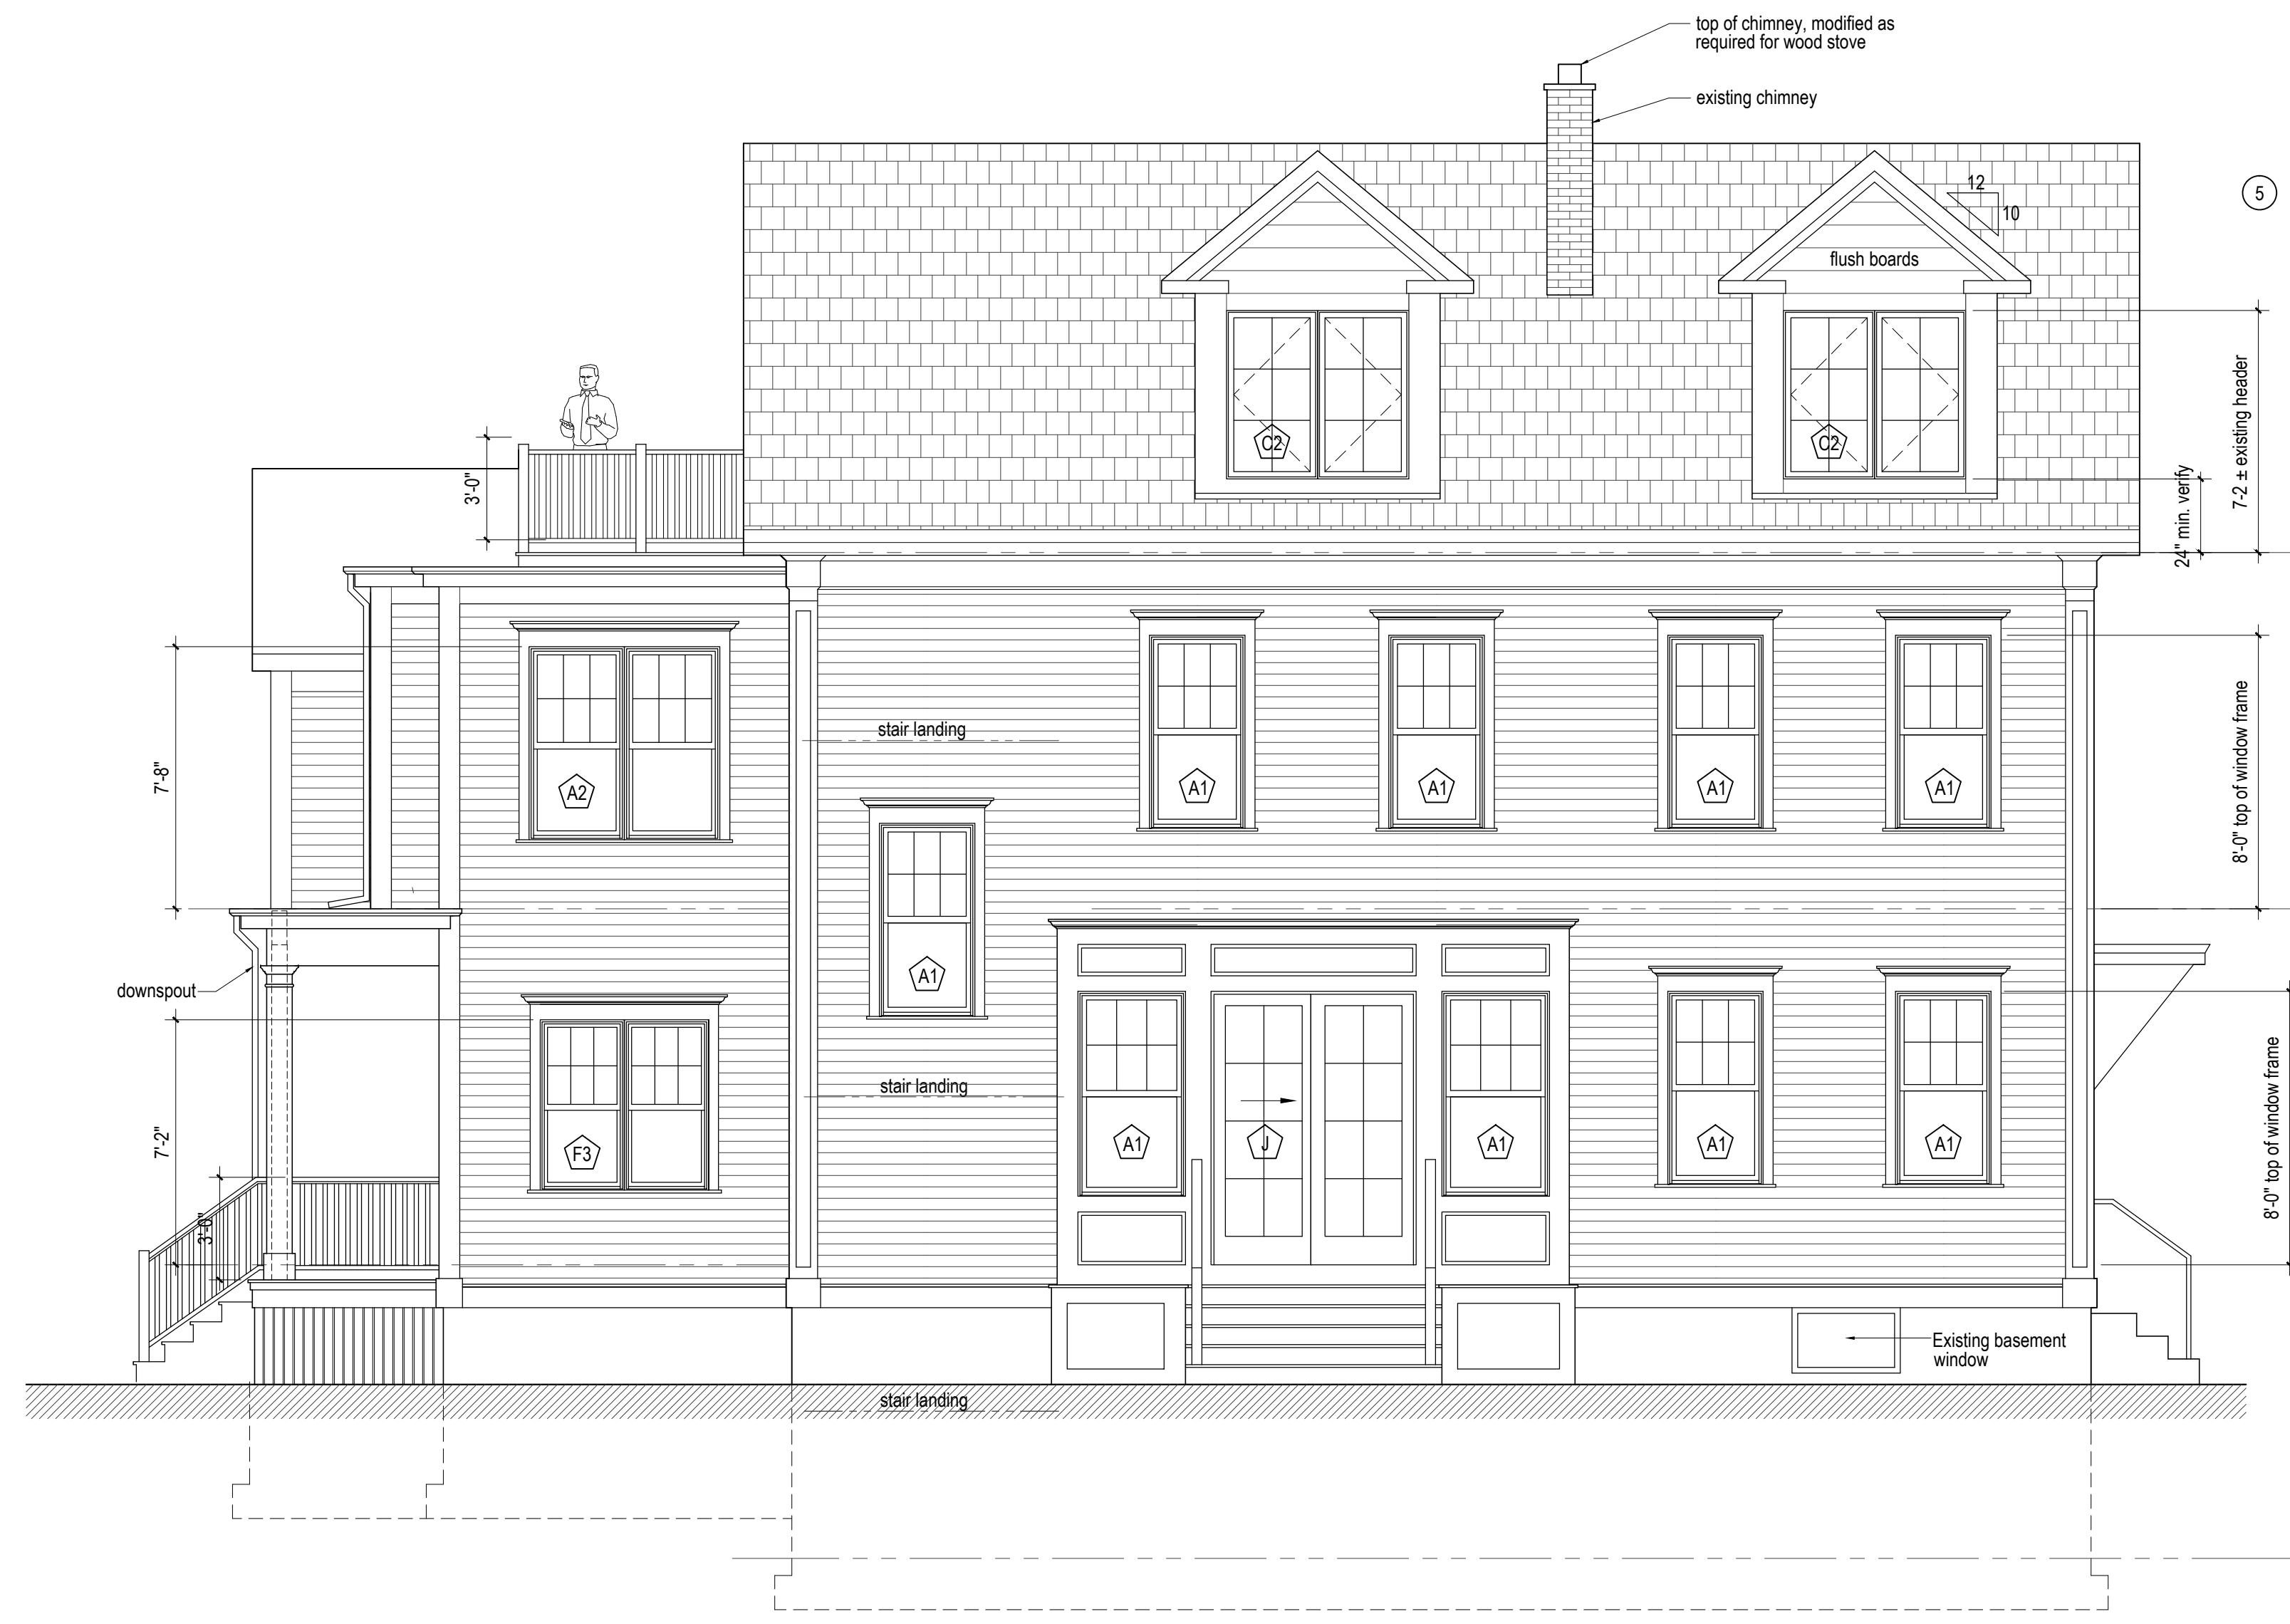 top of chimney, modified as
required for wood stove
existing chimney
12
10
5
flush boards
7-2 ± existing header
24" min. verify
3'-0"
C2
C2
8'-0" top of window frame
7'-8"
stair landing
A2
A1
A1
A1
A1
A1
downspout
8'-0" top of window frame
7'-2"
stair landing
F3
A1
J
A1
A1
A1
3'-0"
Existing basement
window
stair landing